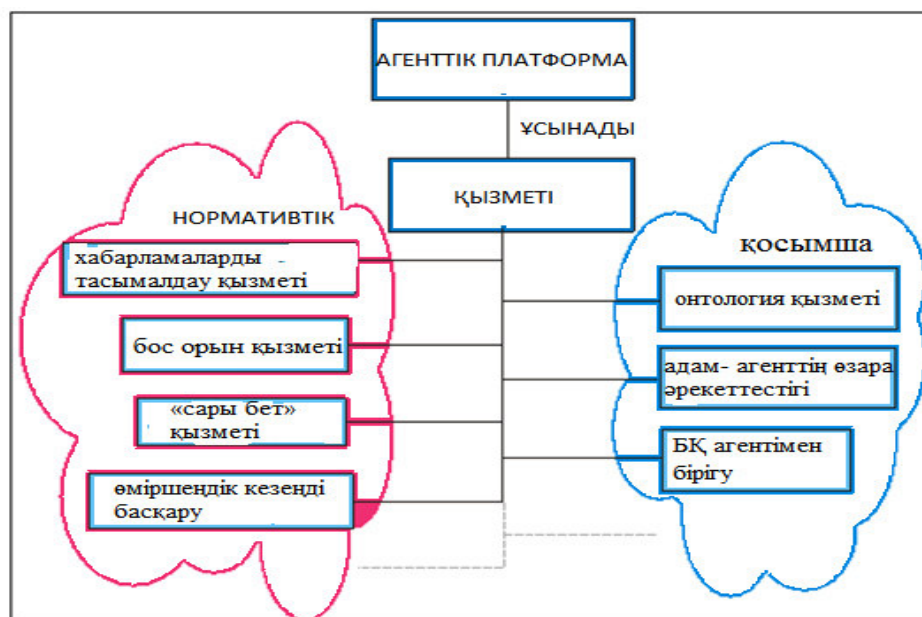 АГЕНТТІК ПЛАТФОРМА
ҰСЫНАДЫ
ҚЫЗМЕТІ
НОРМАТИВТІК
хабарламаларды
тасымалдау қызметі
бос орын қызметі
«сары бет»
қызметі
өміршеңдік кезеңді
басқару
қосымша
онтология қызметі
адам- агенттің өзара
әрекеттестігі
БҚ агентімен
бірігу